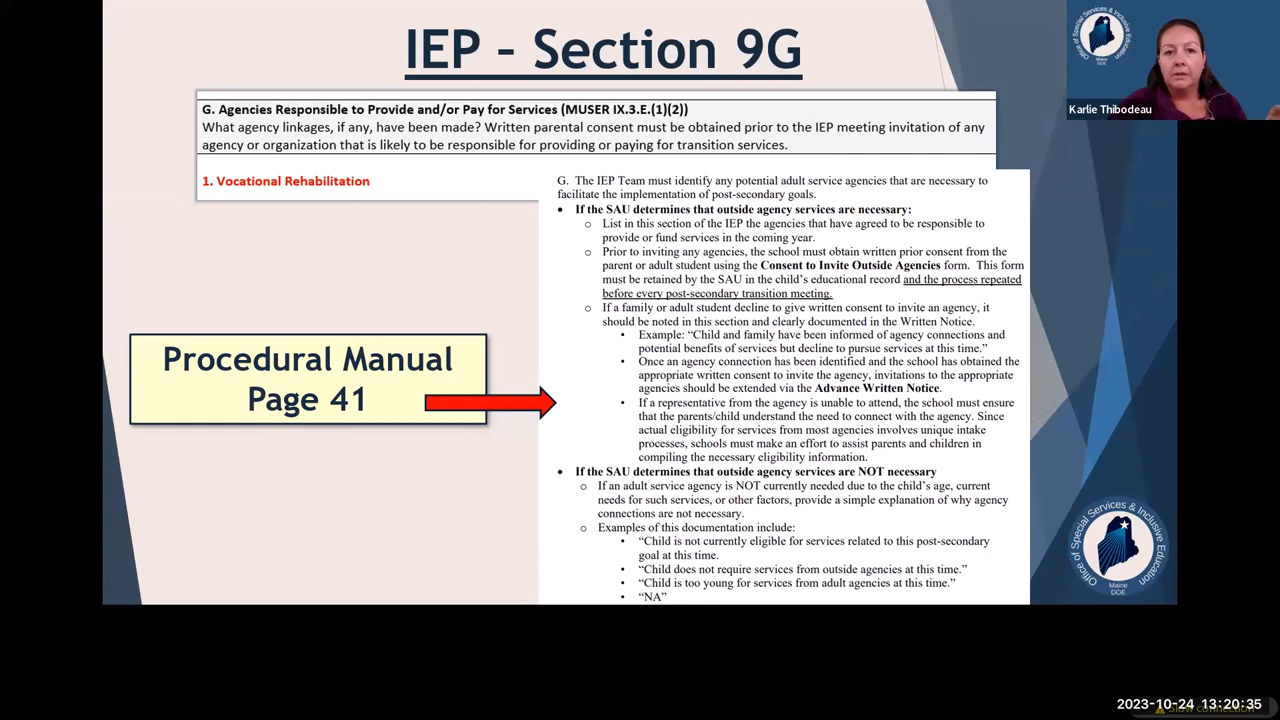 IEP – Section 9G
G. Agencies Responsible to Provide and/or Pay for Services (MUSER IX.3.E.(1)(2))
What agency linkages, if any, have been made? Written parental consent must be obtained prior to the IEP meeting invitation of any
agency or organization that is likely to be responsible for providing or paying for transition services.
1. Vocational Rehabilitation
G. The IEP Team must identify any potential adult service agencies that are necessary to
facilitate the implementation of post-secondary goals.
• If the SAU determines that outside agency services are necessary:
o List in this section of the IEP the agencies that have agreed to be responsible to
provide or fund services in the coming year.
o Prior to inviting any agencies, the school must obtain written prior consent from the
parent or adult student using the Consent to Invite Outside Agencies form. This form
must be retained by the SAU in the child's educational record and the process repeated
before every post-secondary transition meeting.
o If a family or adult student decline to give written consent to invite an agency, it
should be noted in this section and clearly documented in the Written Notice.
• Example: “Child and family have been informed of agency connections and
potential benefits of services but decline to pursue services at this time.”
• Once an agency connection has been identified and the school has obtained the
appropriate written consent to invite the agency, invitations to the appropriate
agencies should be extended via the Advance Written Notice.
• If a representative from the agency is unable to attend, the school must ensure
that the parents/child understand the need to connect with the agency. Since
actual eligibility for services from most agencies involves unique intake
processes, schools must make an effort to assist parents and children in
compiling the necessary eligibility information.
• If the SAU determines that outside agency services are NOT necessary
o If an adult service agency is NOT currently needed due to the child's age, current
needs for such services, or other factors, provide a simple explanation of why agency
connections are not necessary.
o Examples of this documentation include:
• “Child is not currently eligible for services related to this post-secondary
goal at this time.
• “Child does not require services from outside agencies at this time.”
• “Child is too young for services from adult agencies at this time.”
• “NA”
Procedural Manual
Page 41
Office of Special Services & Inclusive Education
Maine
DOE
Karlie Thibodeau
Office of Special Services & Inclusive Education
Maine
DOE
2023-10-24 13:20:35
Slow connection